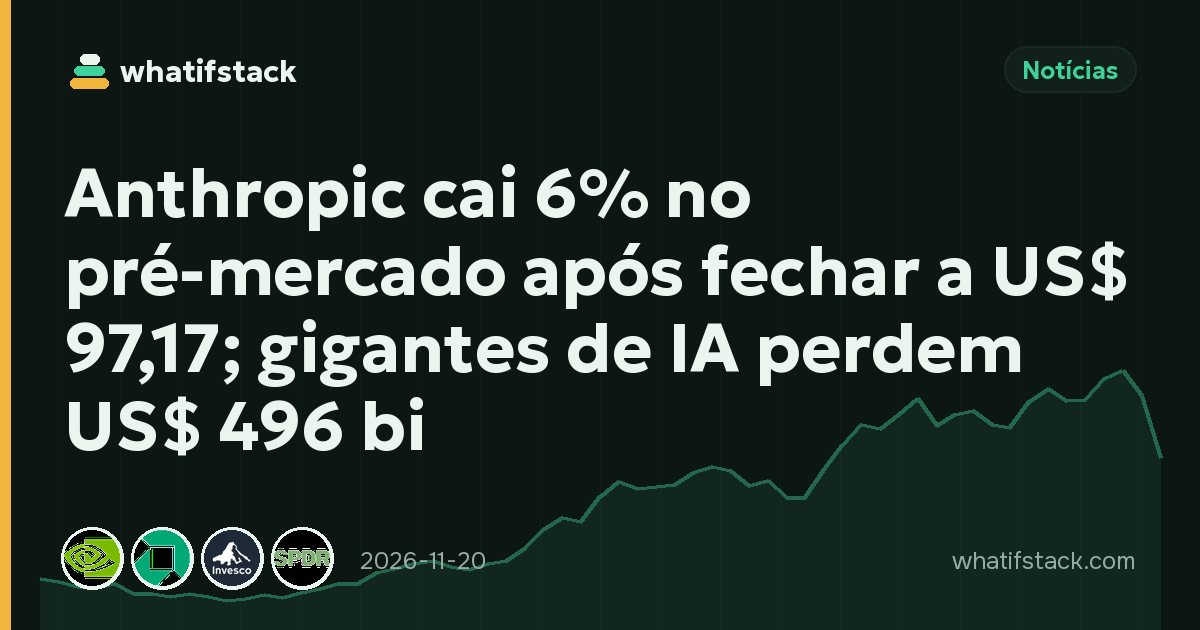 whatifstack
Notícias
Anthropic cai 6% no
pré-mercado após fechar a US$
97,17; gigantes de IA perdem
US$ 496 bi
Invesco
SPDR
2026-11-20
whatifstack.com